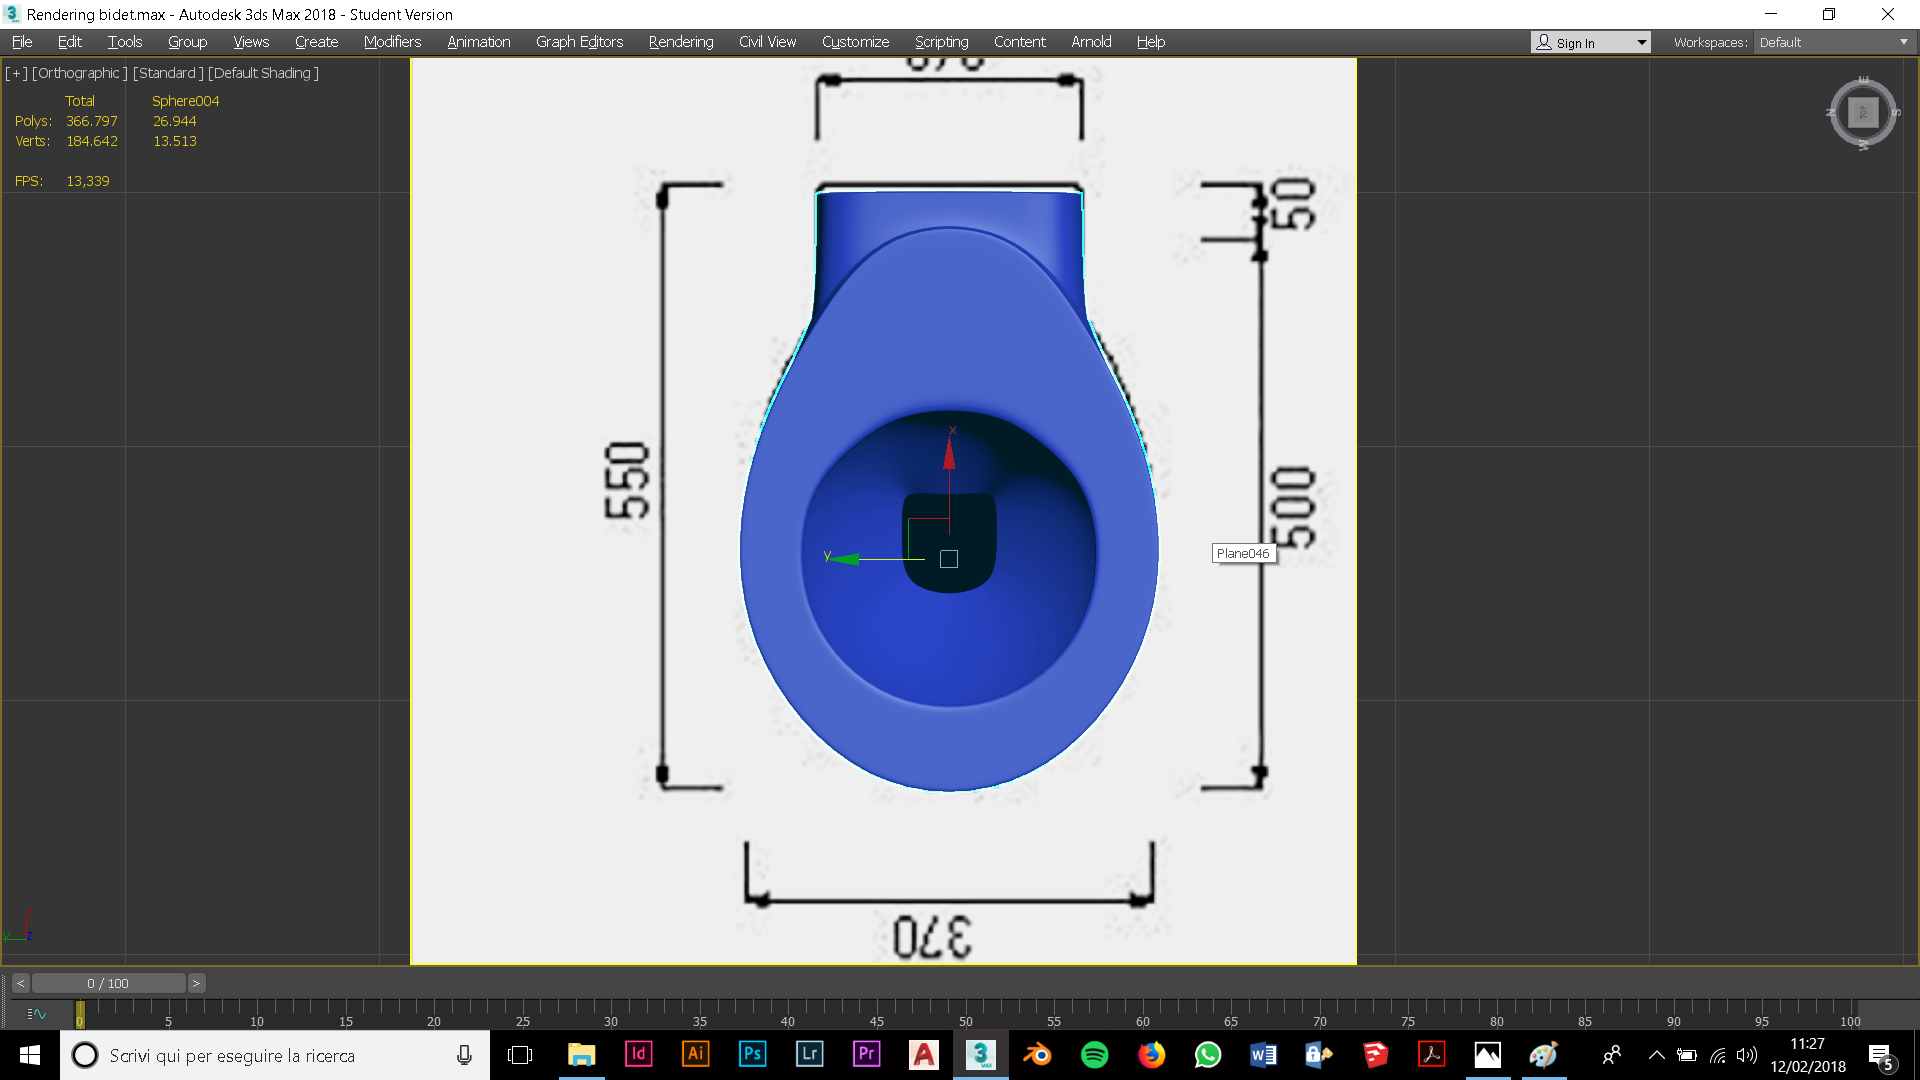 Rendering bidet.max - Autodesk 3ds Max 2018 - Student Version
File Edit Tools Group Views Create Modifiers Animation Graph Editors Rendering Civil View Customize Scripting Content Arnold Help Sign In Workspaces: Default
[ + ] [Orthographic ] [Standard ] [Default Shading ]
Total Sphere004
Polys: 366.797 26.944
Verts: 184.642 13.513
FPS: 13,339
E
N TOP S
W
50
550
500
x
y
Plane046
370
x
y z
< 0 / 100 >
0 5 10 15 20 25 30 35 40 45 50 55 60 65 70 75 80 85 90 95 100
Scrivi qui per eseguire la ricerca
Id Ai Ps Lr Pr A 3 MAX
11:27
12/02/2018
5